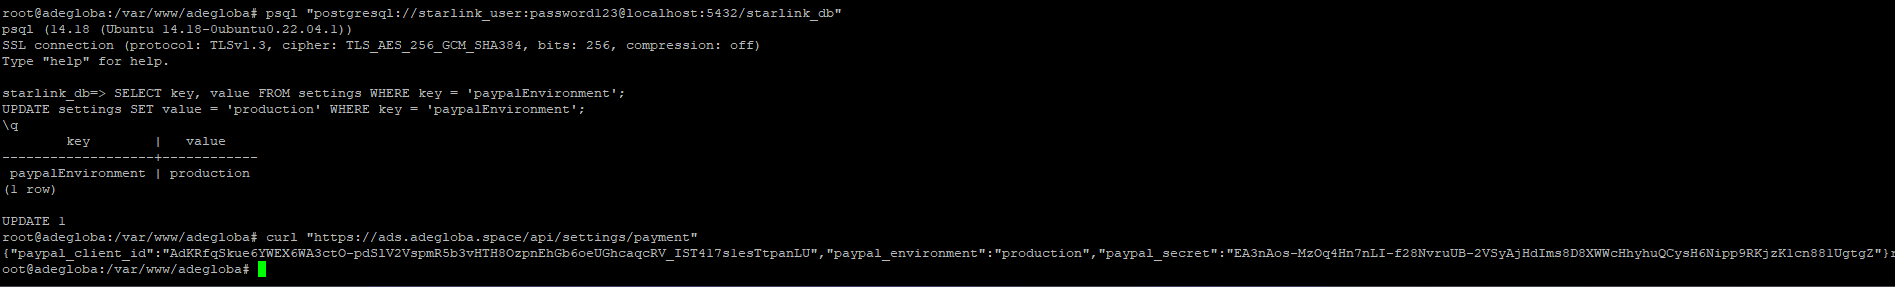 root@adegloba:/var/www/adegloba# psql "postgresql://starlink_user:password123@localhost:5432/starlink_db"
psql (14.18 (Ubuntu 14.18-0ubuntu0.22.04.1))
SSL connection (protocol: TLSv1.3, cipher: TLS_AES_256_GCM_SHA384, bits: 256, compression: off)
Type "help" for help.
starlink_db=> SELECT key, value FROM settings WHERE key = 'paypalEnvironment';
UPDATE settings SET value = 'production' WHERE key = 'paypalEnvironment';
\q
key | value
-------------------+------------
paypalEnvironment | production
(1 row)
UPDATE 1
root@adegloba:/var/www/adegloba# curl "https://ads.adegloba.space/api/settings/payment"
{"paypal_client_id":"AdKRfqSkue6YWEX6WA3ctO-pdS1V2VspmR5b3vHTH8OzpnEhGb6oeUGhcaqcRV_IST417s1esTtpanLU","paypal_environment":"production","paypal_secret":"EA3nAos-MzOq4Hn7nLI-f28NvruUB-2VSyAjHdIms8D8XWWcHhyhuQCysH6Nipp9RKjzK1cn881UgtgZ"}r
oot@adegloba:/var/www/adegloba#